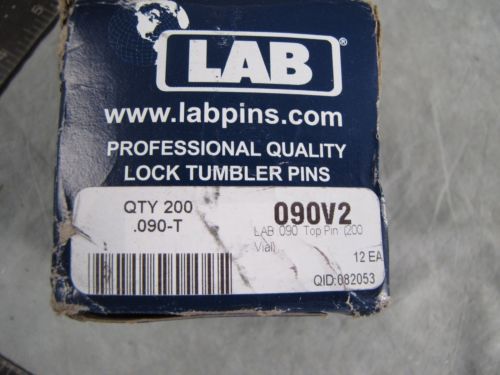 LAB®
www.labpins.com
PROFESSIONAL QUALITY
LOCK TUMBLER PINS
QTY 200
.090-T
090V2
LAB .090 Top Pin (200
Vial)
12 EA
QID:082053